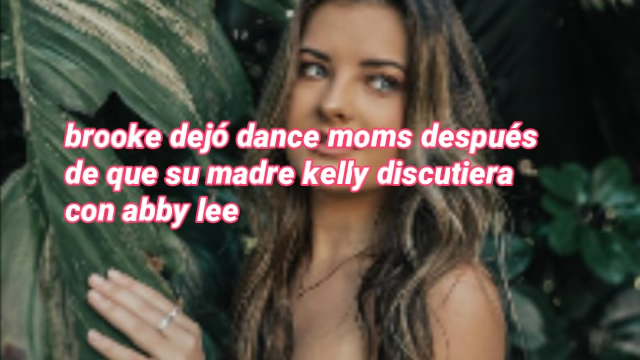 brooke dejó dance moms después
de que su madre kelly discutiera
con abby lee